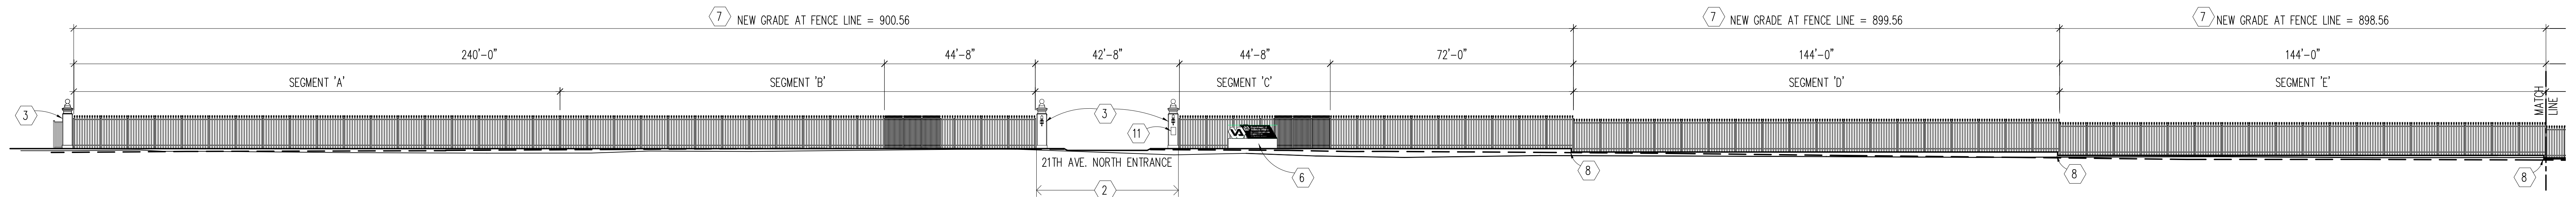 7 NEW GRADE AT FENCE LINE = 900.56
7 NEW GRADE AT FENCE LINE = 899.56
7 NEW GRADE AT FENCE LINE = 898.56
240'-0"
44'-8"
42'-8"
44'-8"
72'-0"
144'-0"
144'-0"
SEGMENT 'A'
SEGMENT 'B'
SEGMENT 'C'
SEGMENT 'D'
SEGMENT 'E'
MATCH
LINE
3
3
11
VA
21TH AVE. NORTH ENTRANCE
2
6
8
8
8